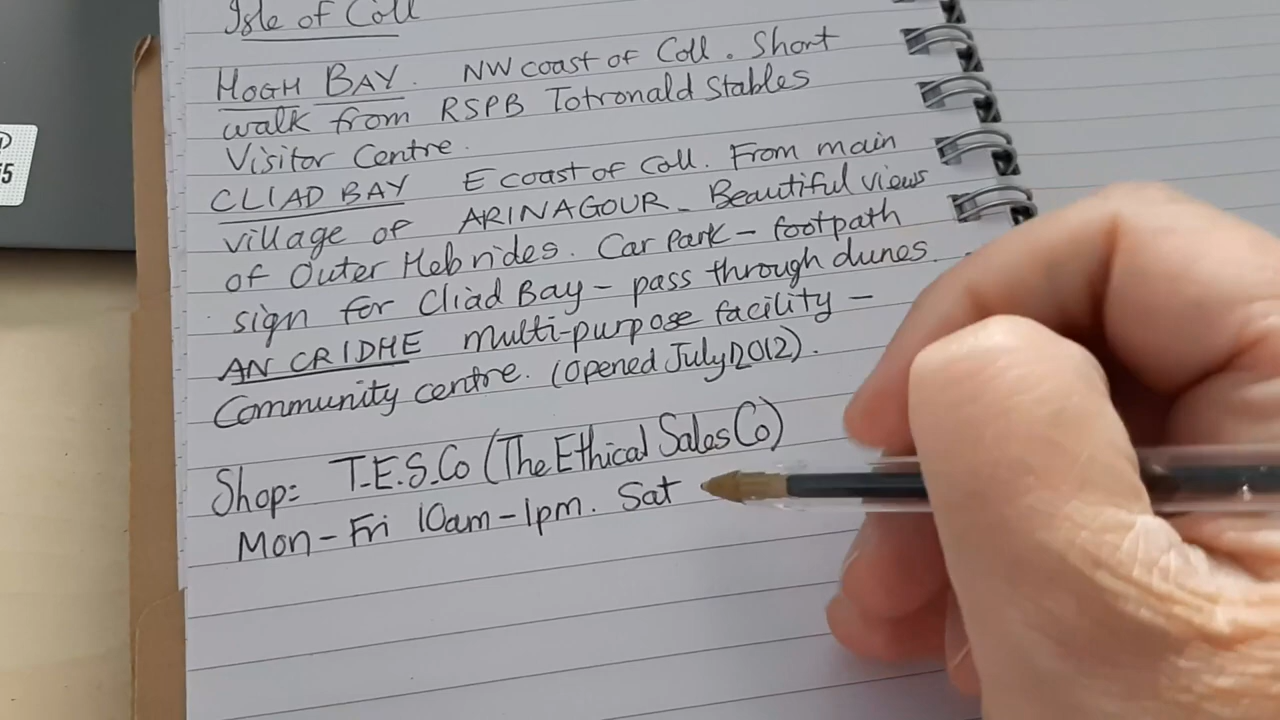 Isle of Coll
HOGH BAY. NW coast of Coll. Short
walk from RSPB Totronald Stables
Visitor Centre.
CLIAD BAY E coast of Coll. From main
village of ARINAGOUR. Beautiful views
of Outer Hebrides. Car Park - footpath
sign for Cliad Bay - pass through dunes.
AN CRIDHE multi-purpose facility -
Community centre. (Opened July 2012).
Shop: T.E.S.Co (The Ethical Sales Co)
Mon - Fri 10am - 1pm. Sat
5